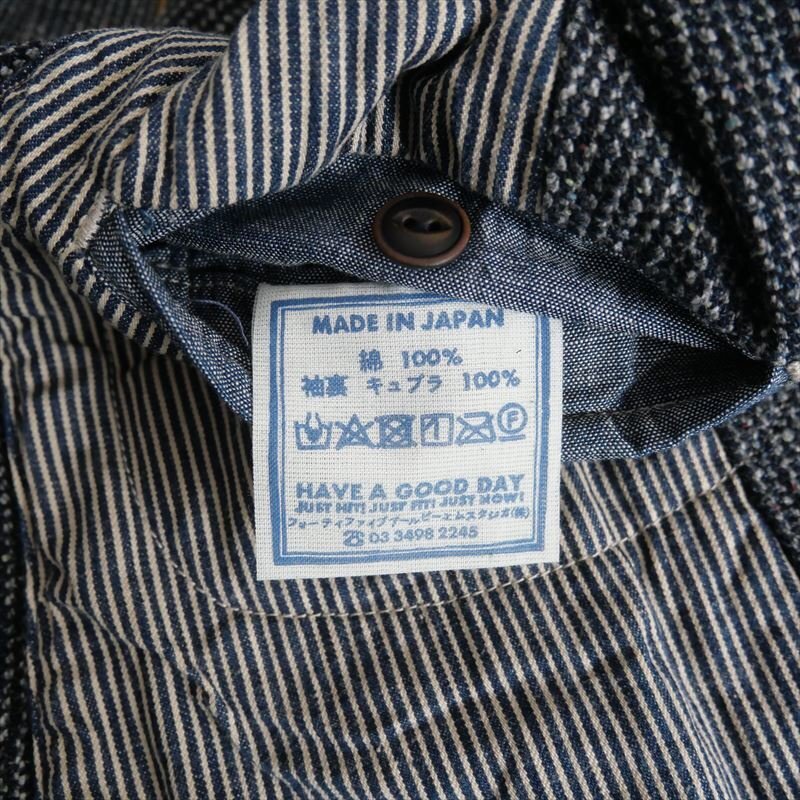 MADE IN JAPAN
綿 100%
袖裏 キュプラ 100%
HAVE A GOOD DAY
JUST HIT! JUST FIT! JUST NOW!
フォーティファイブアールピーエムスタジオ(株)
☎ 03 3498 2245